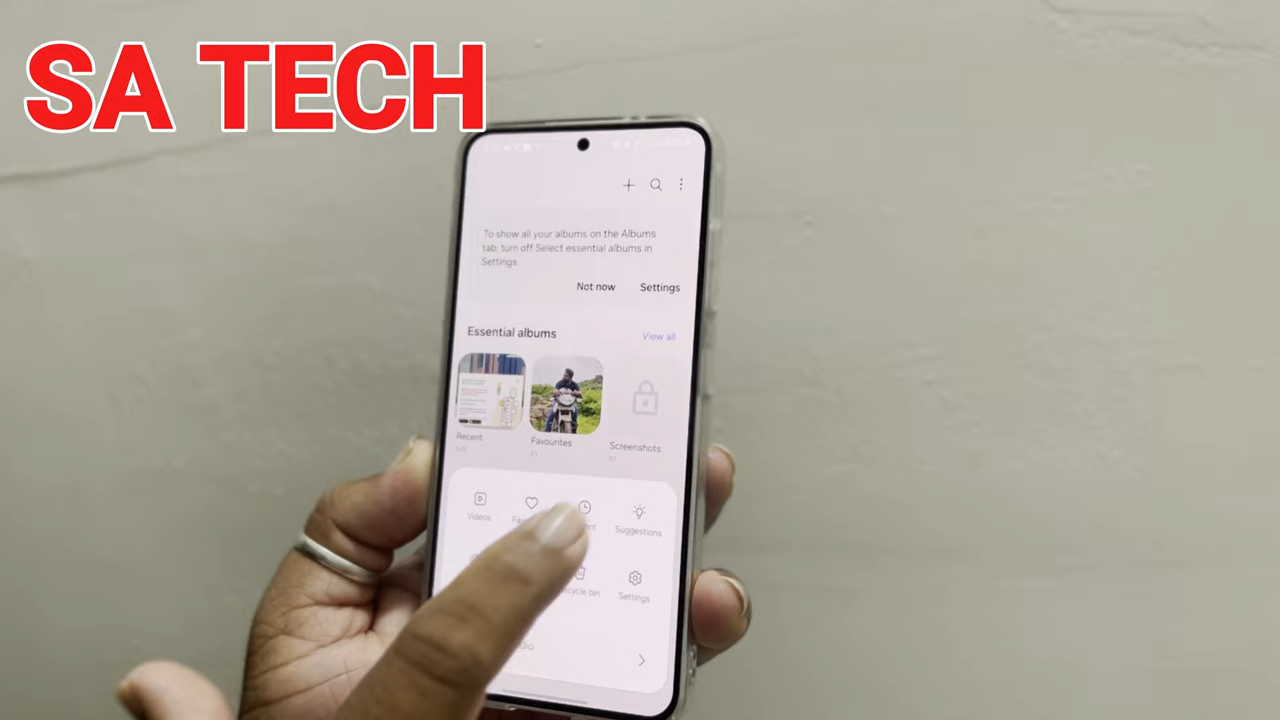 SA TECH
To show all your albums on the Albums
tab, turn off Select essential albums in
Settings.
Not now Settings
Essential albums View all
Recent Favourites Screenshots
Videos Suggestions
Settings